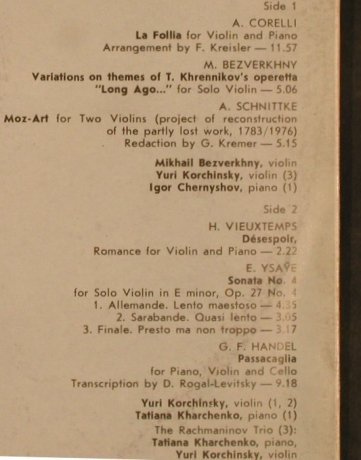 Side 1
A. CORELLI
La Follia for Violin and Piano
Arrangement by F. Kreisler — 11.57
M. BEZVERKHNY
Variations on themes of T. Khrennikov's operetta
"Long Ago..." for Solo Violin — 5.06
A. SCHNITTKE
Moz-Art for Two Violins (project of reconstruction
of the partly lost work, 1783/1976)
Redaction by G. Kremer — 5.15
Mikhail Bezverkhny, violin
Yuri Korchinsky, violin (3)
Igor Chernyshov, piano (1)
Side 2
H. VIEUXTEMPS
Désespoir,
Romance for Violin and Piano — 2.22
E. YSAŸE
Sonata No. 4
for Solo Violin in E minor, Op. 27 No. 4
1. Allemande. Lento maestoso — 4.35
2. Sarabande. Quasi lento — 3.05
3. Finale. Presto ma non troppo — 3.17
G. F. HANDEL
Passacaglia
for Piano, Violin and Cello
Transcription by D. Rogal-Levitsky — 9.18
Yuri Korchinsky, violin (1, 2)
Tatiana Kharchenko, piano (1)
The Rachmaninov Trio (3):
Tatiana Kharchenko, piano,
Yuri Korchinsky, violin